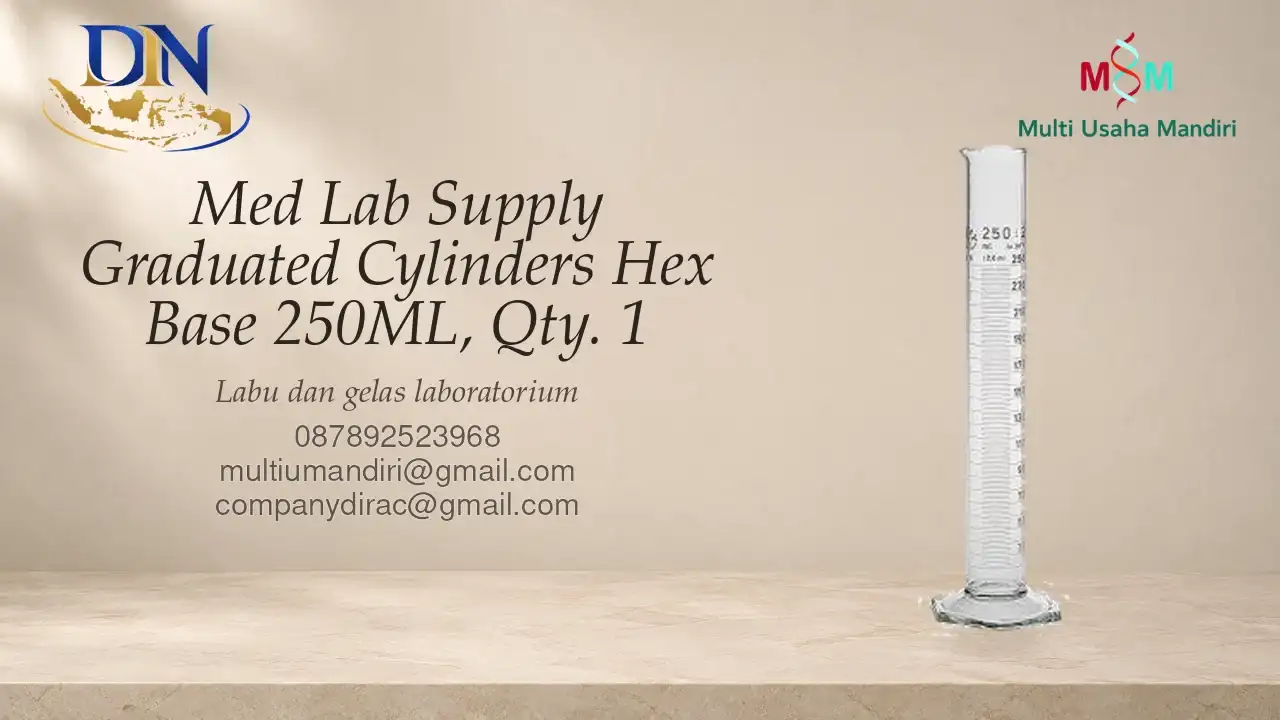 DN
M M
Multi Usaha Mandiri
Med Lab Supply
Graduated Cylinders Hex
Base 250ML, Qty. 1
Labu dan gelas laboratorium
087892523968
multiumandiri@gmail.com
companydirac@gmail.com
250